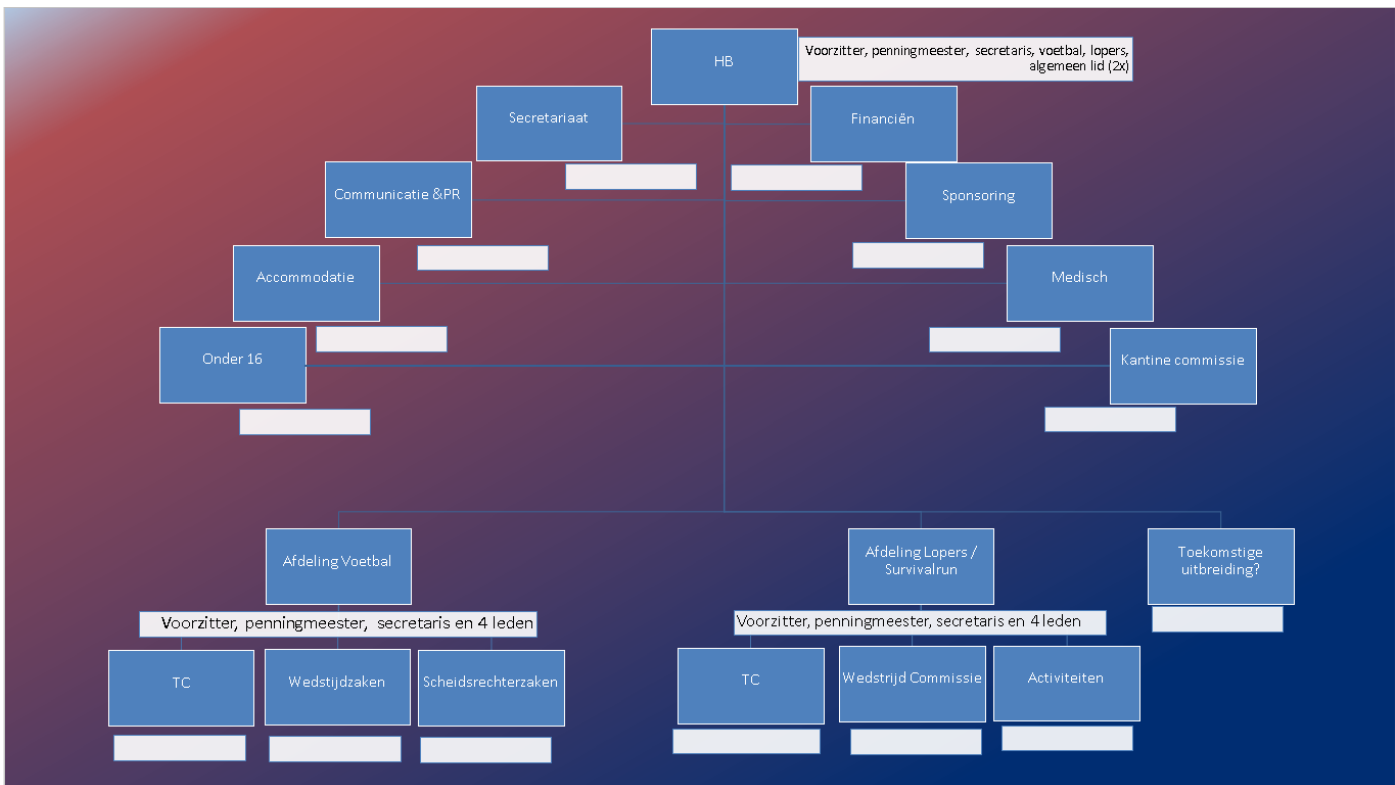 HB
Voorzitter, penningmeester, secretaris, voetbal, lopers,
algemeen lid (2x)
Secretariaat
Financiën
Communicatie &PR
Sponsoring
Accommodatie
Medisch
Onder 16
Kantine commissie
Afdeling Voetbal
Afdeling Lopers /
Survivalrun
Toekomstige
uitbreiding?
Voorzitter, penningmeester, secretaris en 4 leden
Voorzitter, penningmeester, secretaris en 4 leden
TC
Wedstijdzaken
Scheidsrechterzaken
TC
Wedstrijd Commissie
Activiteiten